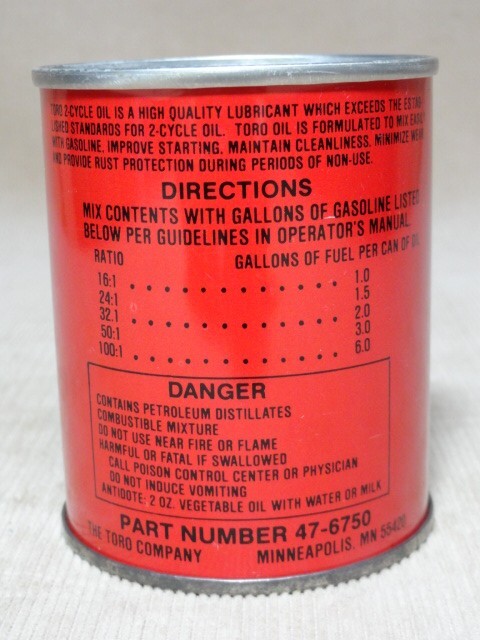 TORO 2-CYCLE OIL IS A HIGH QUALITY LUBRICANT WHICH EXCEEDS THE ESTAB-
LISHED STANDARDS FOR 2-CYCLE OIL. TORO OIL IS FORMULATED TO MIX EASILY
WITH GASOLINE, IMPROVE STARTING, MAINTAIN CLEANLINESS, MINIMIZE WEAR
AND PROVIDE RUST PROTECTION DURING PERIODS OF NON-USE.
DIRECTIONS
MIX CONTENTS WITH GALLONS OF GASOLINE LISTED
BELOW PER GUIDELINES IN OPERATOR'S MANUAL.
RATIO GALLONS OF FUEL PER CAN OF OIL
16:1 . . . . . . . . . . . . . . 1.0
24:1 1.5
32.1 . . . . . . . . . . . . . . 2.0
50:1 3.0
100:1 . . . . . . . . . . . . . . 6.0
DANGER
CONTAINS PETROLEUM DISTILLATES
COMBUSTIBLE MIXTURE
DO NOT USE NEAR FIRE OR FLAME
HARMFUL OR FATAL IF SWALLOWED
CALL POISON CONTROL CENTER OR PHYSICIAN
DO NOT INDUCE VOMITING
ANTIDOTE: 2 OZ. VEGETABLE OIL WITH WATER OR MILK
PART NUMBER 47-6750
THE TORO COMPANY MINNEAPOLIS, MN 55420